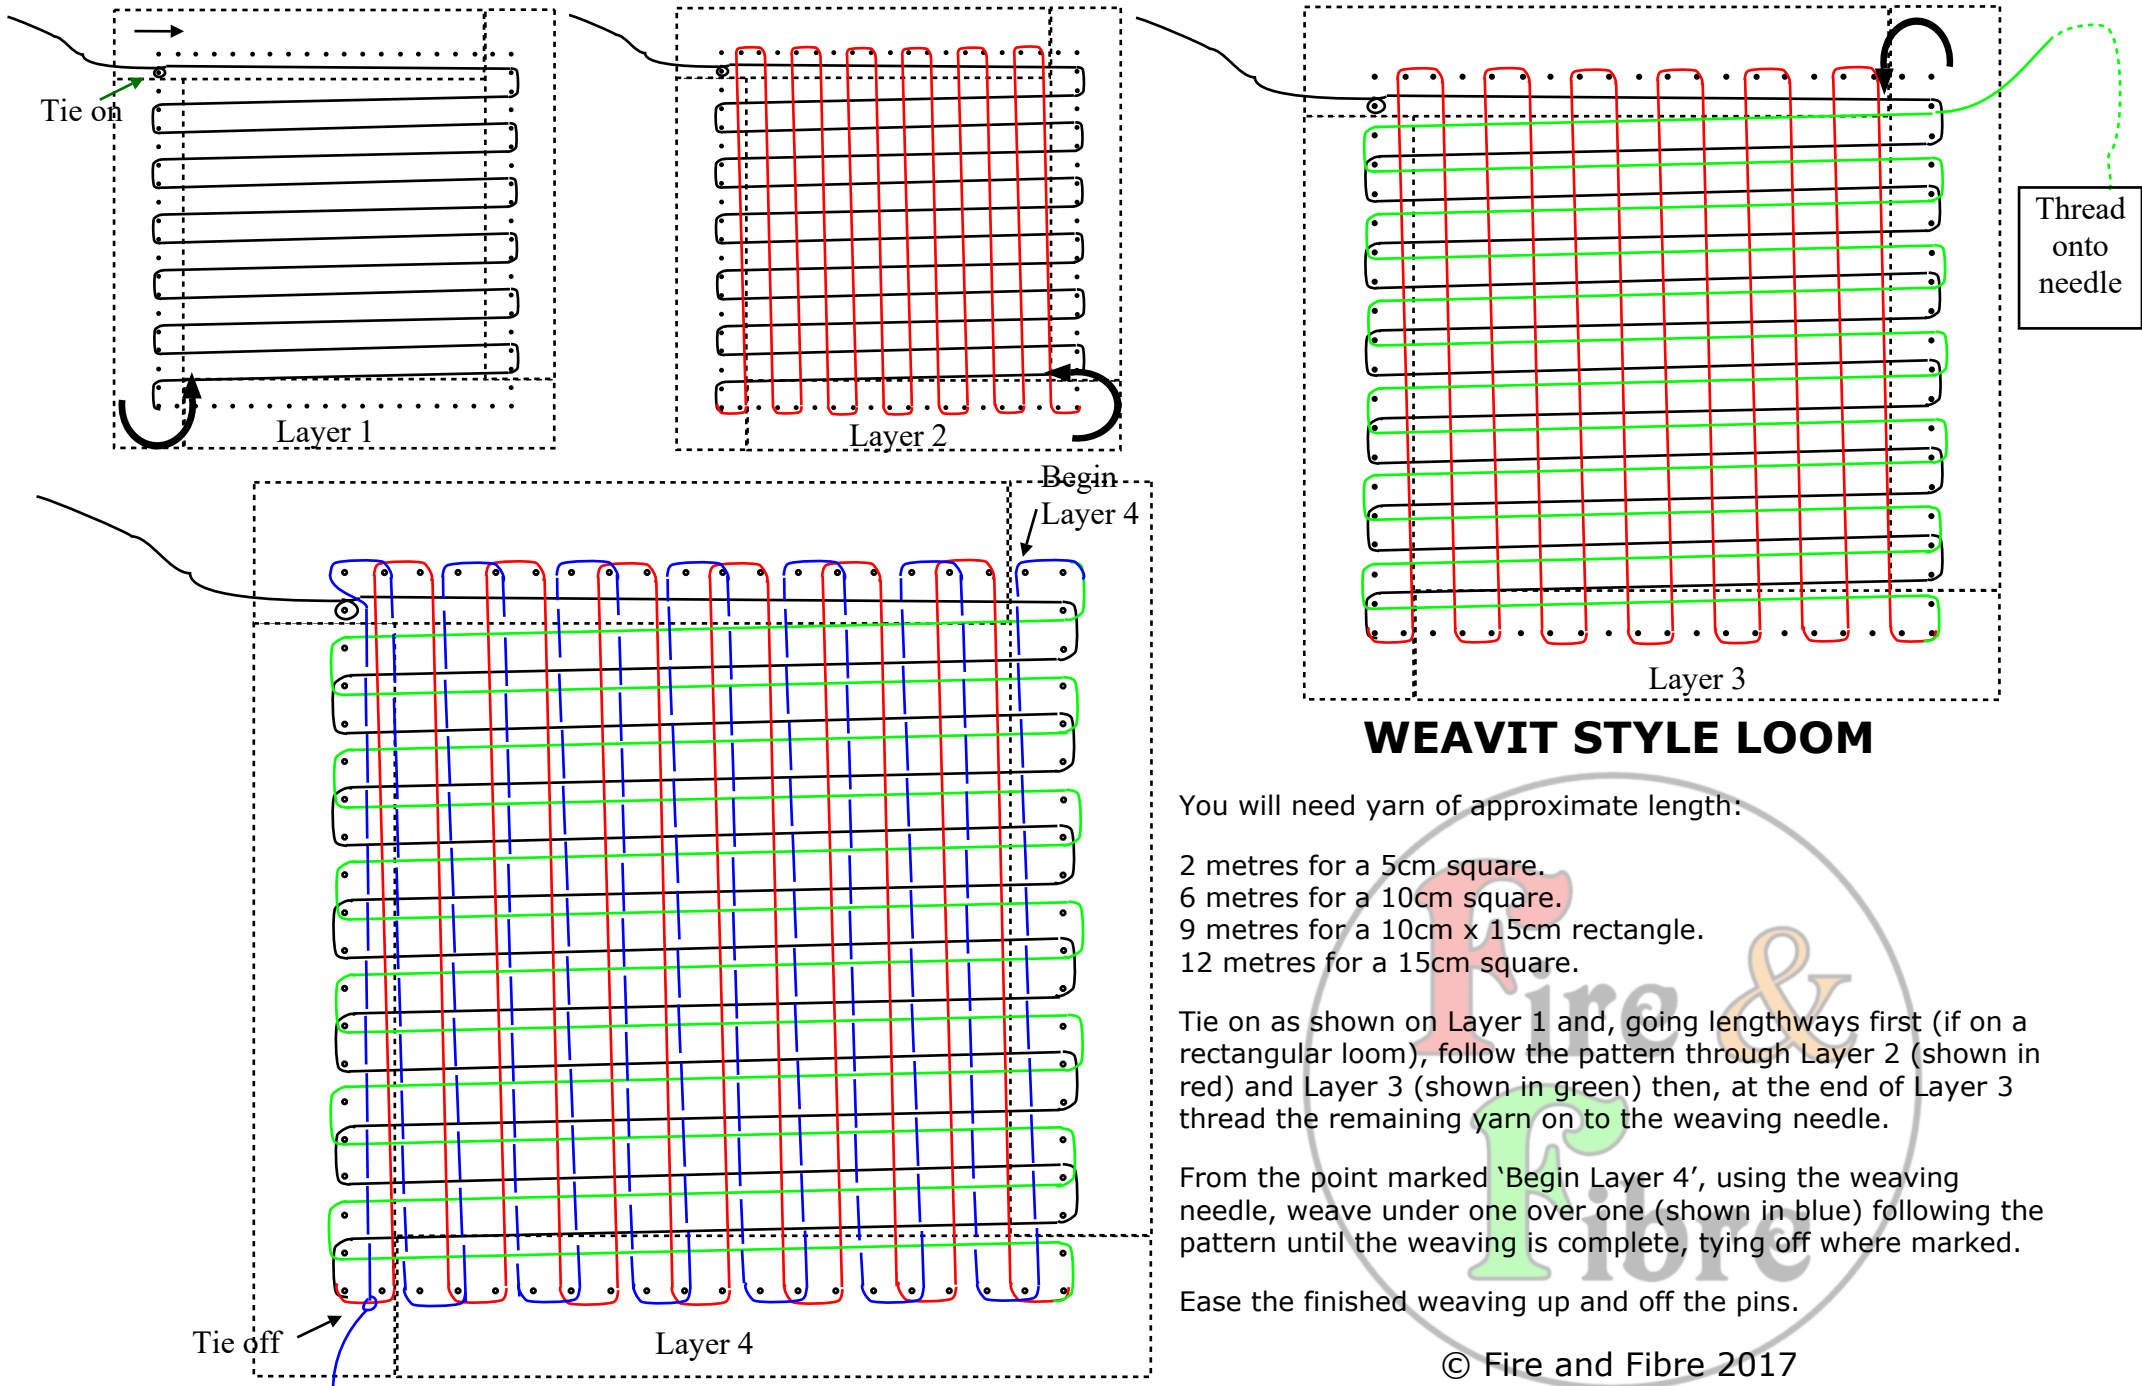 Tie on
Layer 1
Layer 2
Thread
onto
needle
Layer 3
Begin
Layer 4
Tie off
Layer 4
WEAVIT STYLE LOOM
You will need yarn of approximate length:
2 metres for a 5cm square.
6 metres for a 10cm square.
9 metres for a 10cm x 15cm rectangle.
12 metres for a 15cm square.
Tie on as shown on Layer 1 and, going lengthways first (if on a
rectangular loom), follow the pattern through Layer 2 (shown in
red) and Layer 3 (shown in green) then, at the end of Layer 3
thread the remaining yarn on to the weaving needle.
From the point marked ‘Begin Layer 4’, using the weaving
needle, weave under one over one (shown in blue) following the
pattern until the weaving is complete, tying off where marked.
Ease the finished weaving up and off the pins.
© Fire and Fibre 2017
Fire &
Fibre